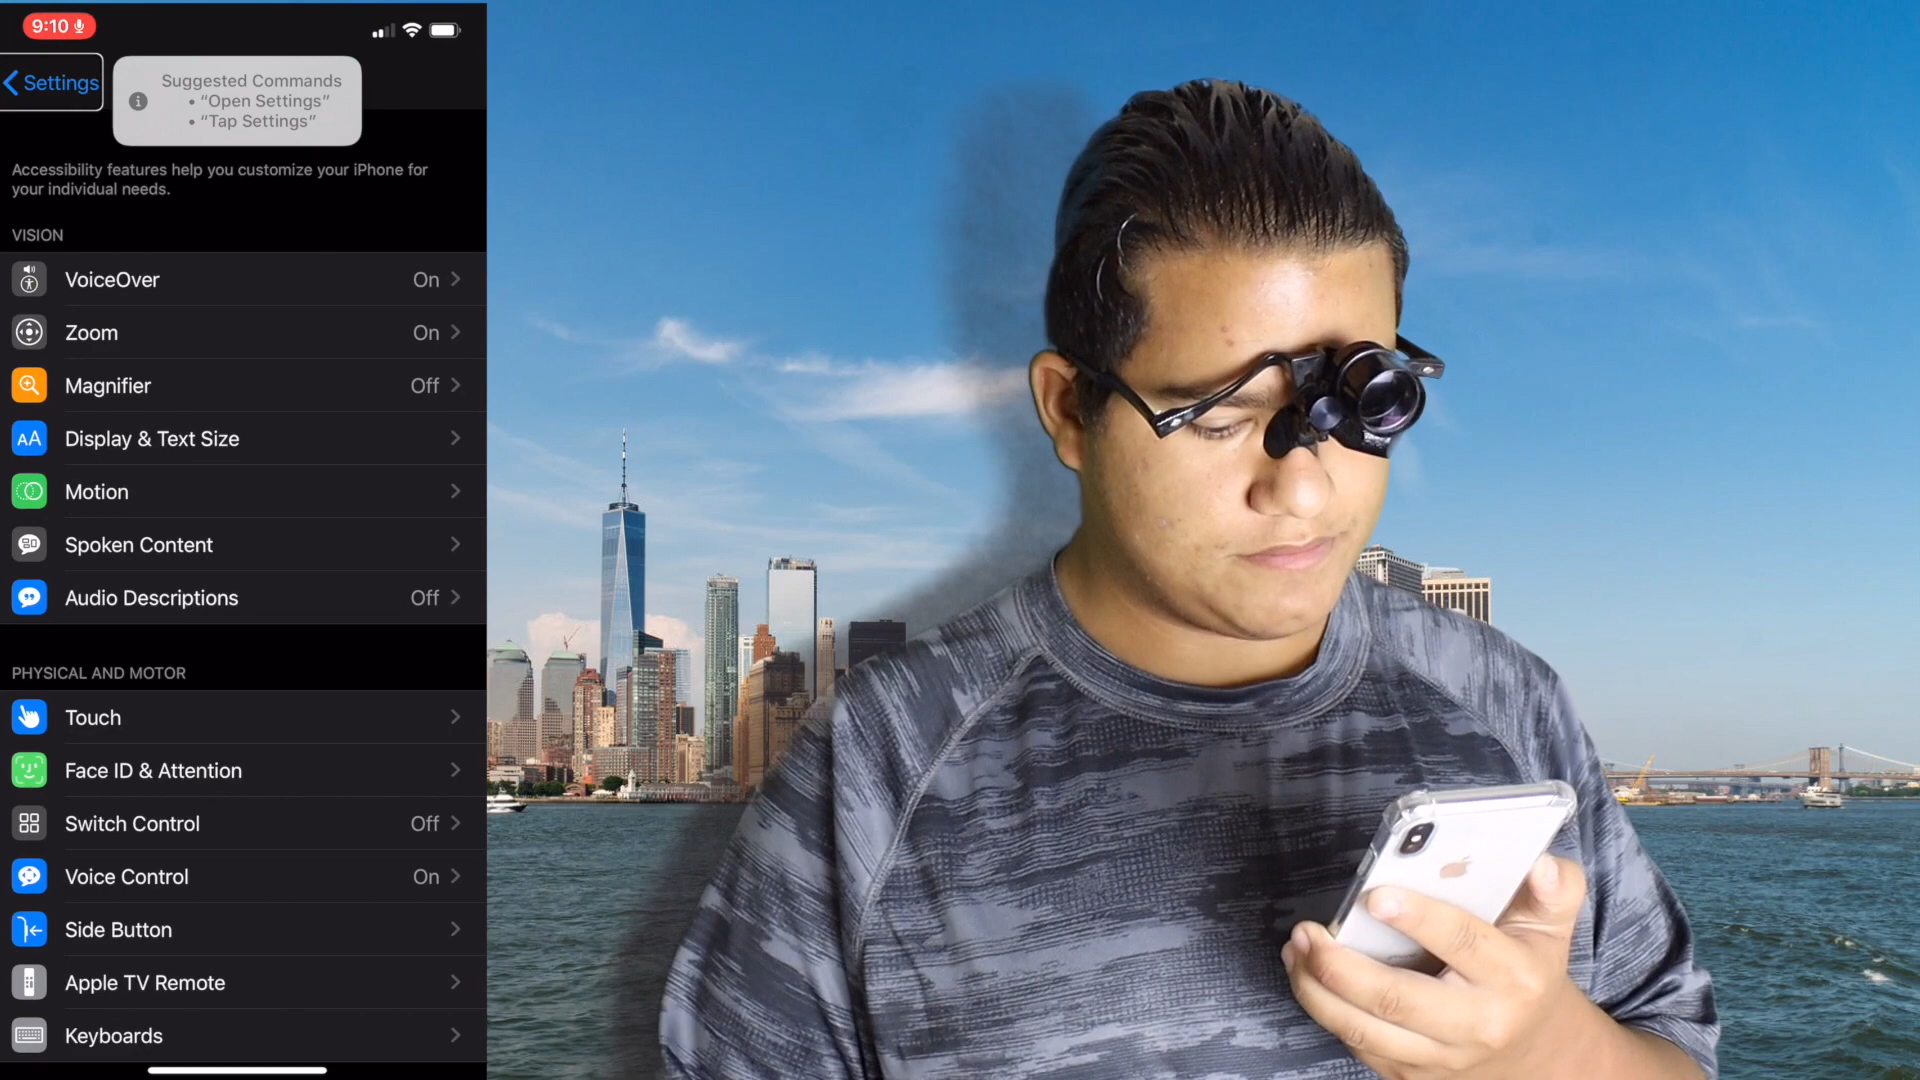 9:10
Settings
Suggested Commands
• “Open Settings”
• “Tap Settings”
Accessibility features help you customize your iPhone for
your individual needs.
VISION
VoiceOver On
Zoom On
Magnifier Off
AA Display & Text Size
Motion
Spoken Content
Audio Descriptions Off
PHYSICAL AND MOTOR
Touch
Face ID & Attention
Switch Control Off
Voice Control On
Side Button
Apple TV Remote
Keyboards